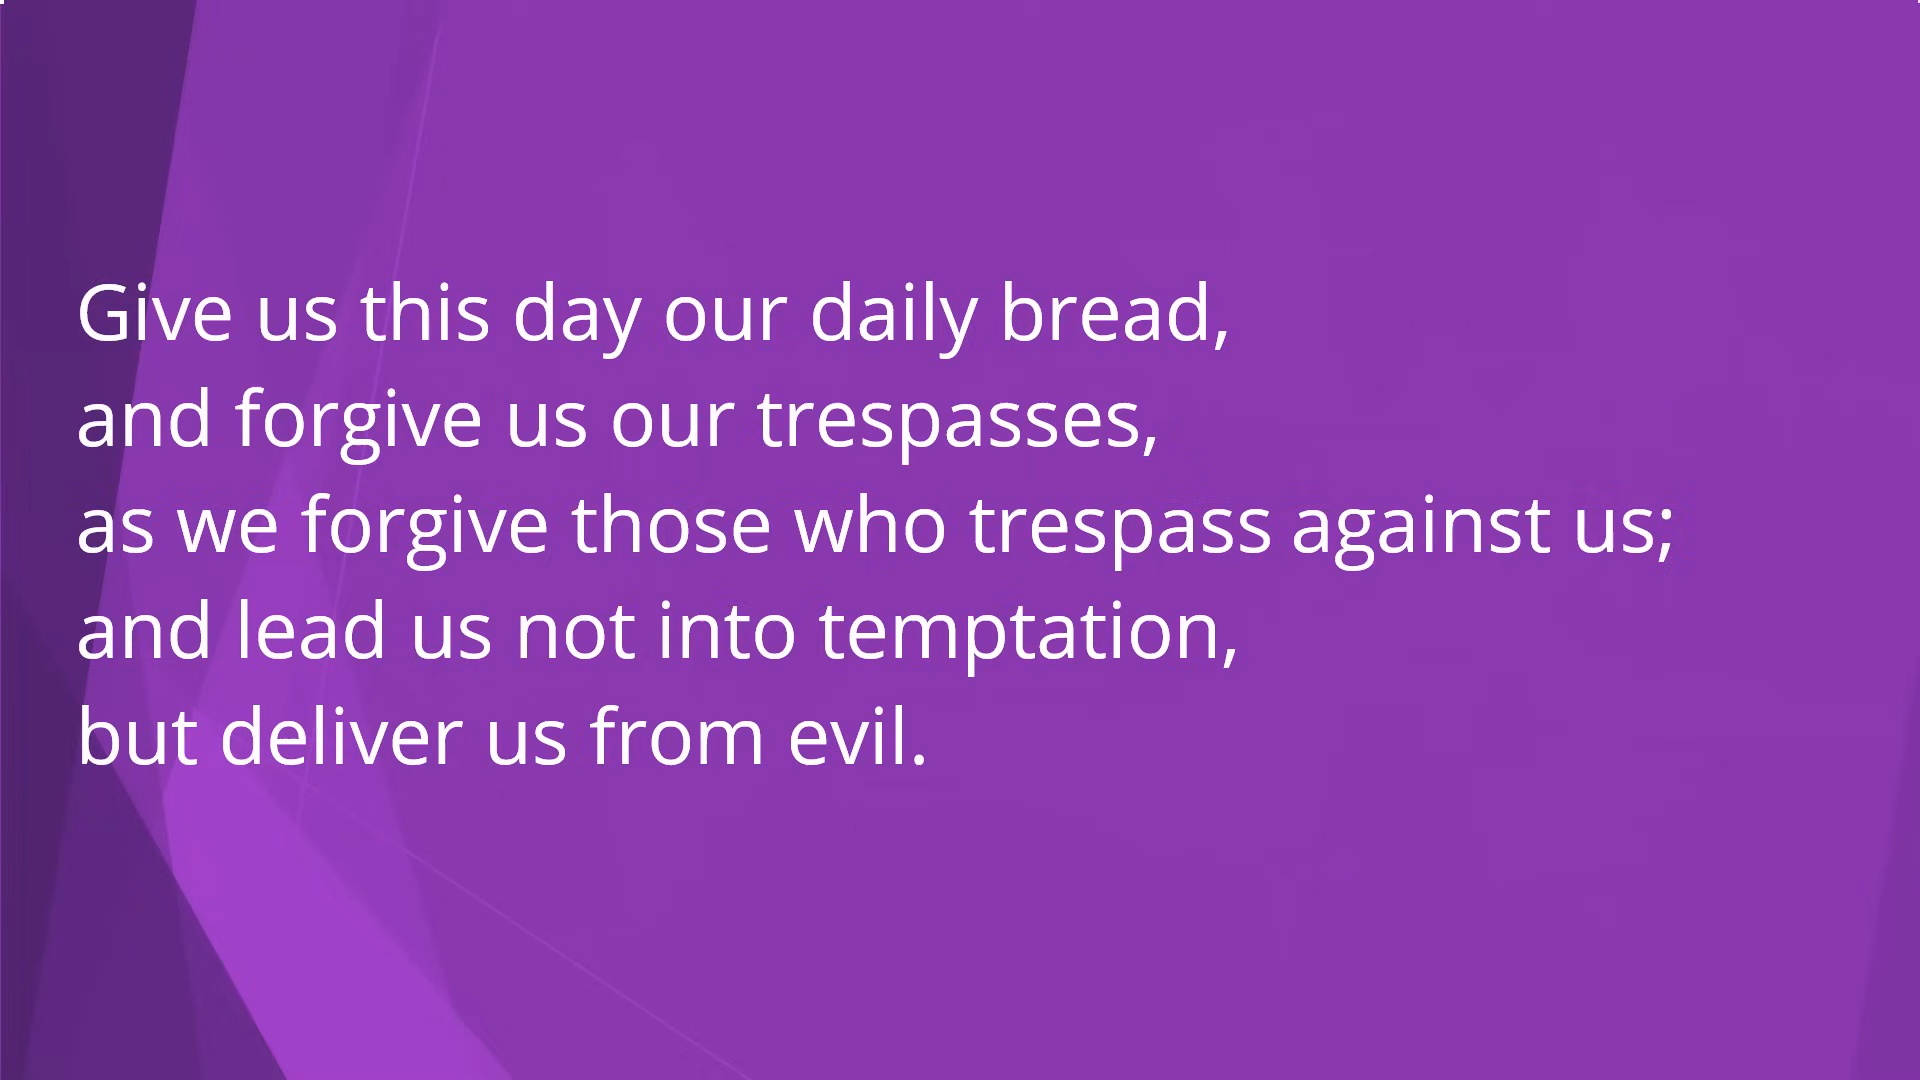 Give us this day our daily bread,
and forgive us our trespasses,
as we forgive those who trespass against us;
and lead us not into temptation,
but deliver us from evil.